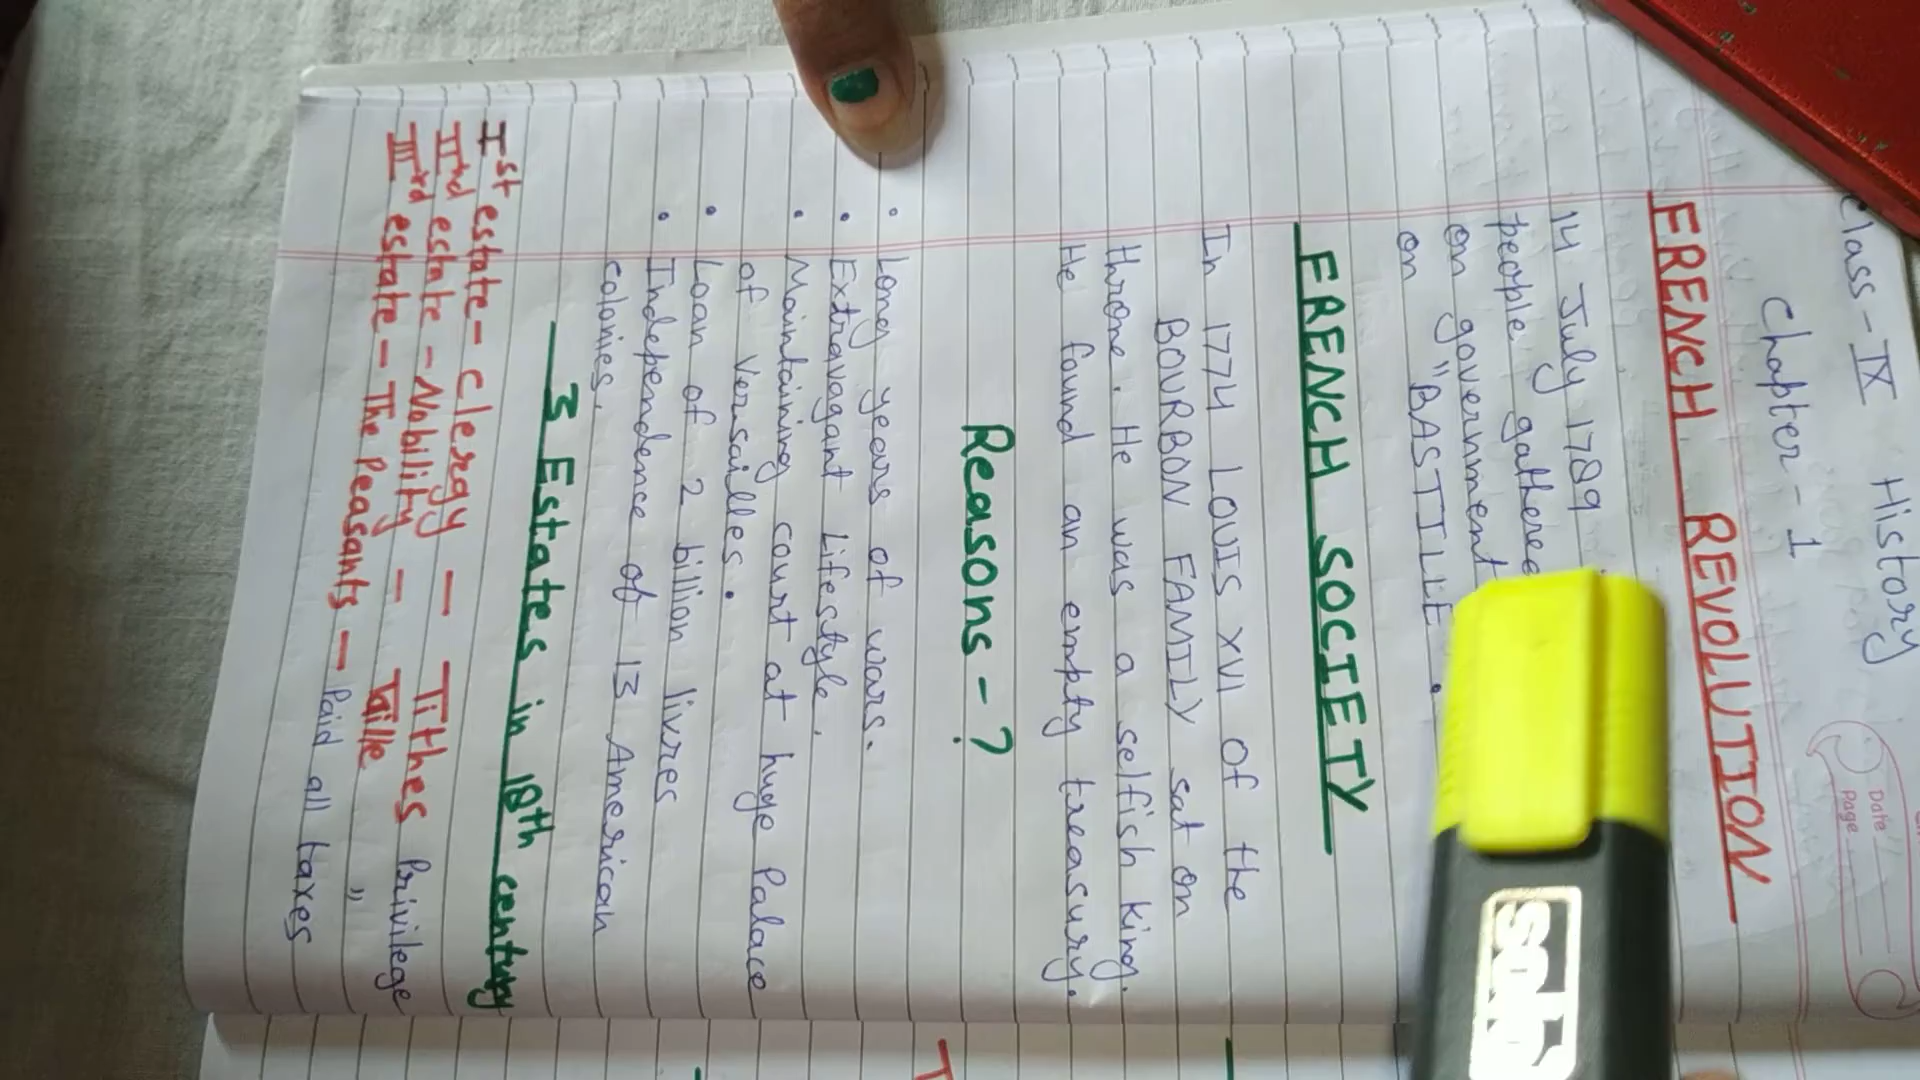 Class - IX History
Chapter - 1
Date
Page
FRENCH REVOLUTION
14 July 1789
people
on government
on "BASTILLE".
FRENCH SOCIETY
In 1774 LOUIS XVI Of the
BOURBON FAMILY sat on
throne. He was a selfish king.
He found an empty treasury.
Reasons - ?
• Long years of wars.
• Extravagant Lifestyle.
• Maintaining court at huge Palace
of Versailles.
• Loan of 2 billion livres
• Independence of 13 American
colonies.
3 Estates in 18th century
Ist estate - Clergy — Tithes Privilege
IInd estate - Nobility - Taille "
IIIrd estate - The Peasants — Paid all taxes